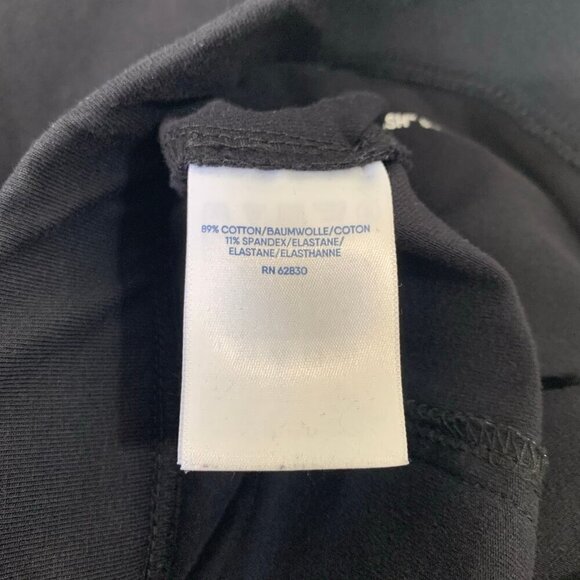 89% COTTON/BAUMWOLLE/COTON
11% SPANDEX/ELASTANE/
ELASTANE/ELASTHANNE
RN 62830